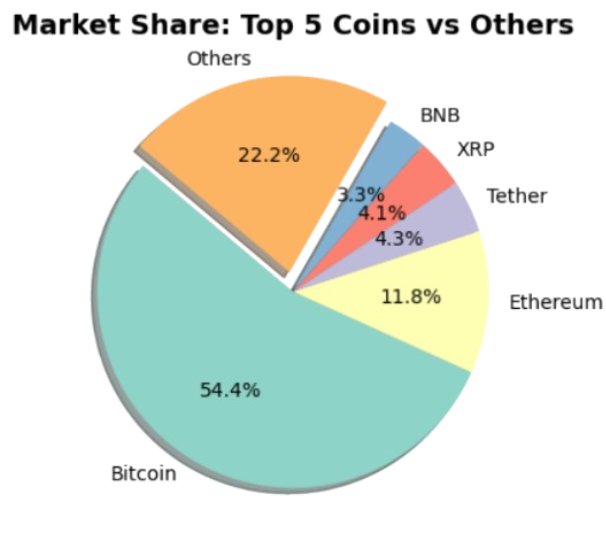 Market Share: Top 5 Coins vs Others
Others
BNB
XRP
Tether
Ethereum
Bitcoin
22.2%
3.3%
4.1%
4.3%
11.8%
54.4%